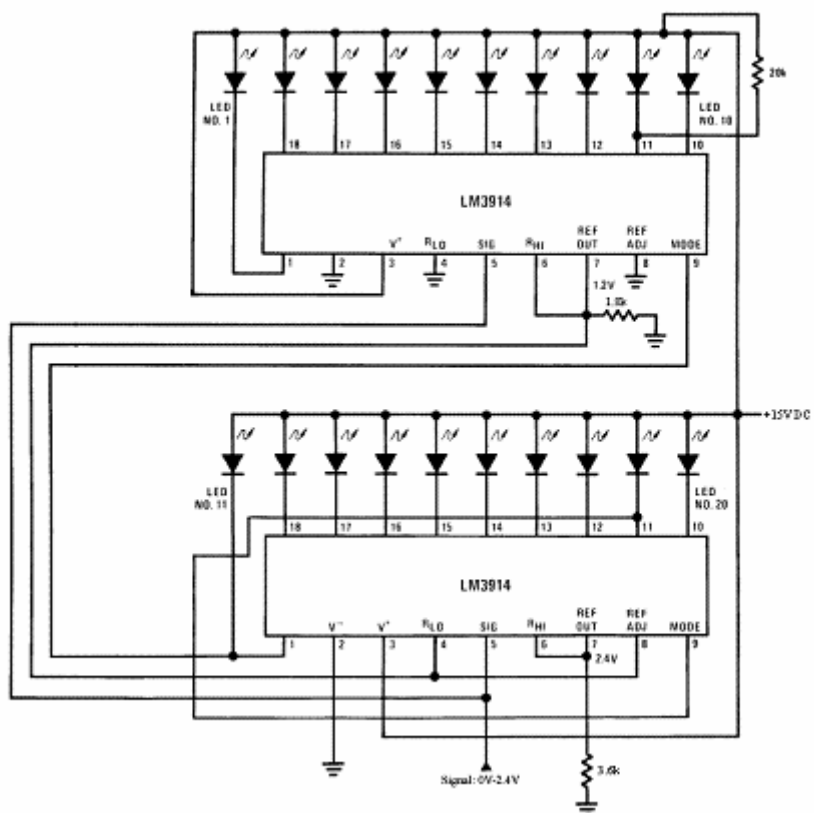 20k
LED
NO. 1
LED
NO. 10
18 17 16 15 14 13 12 11 10
LM3914
V+ RLO SIG RHI REF OUT REF ADJ MODE
1 2 3 4 5 6 7 8 9
1.2V
+15VDC
LED
NO. 11
LED
NO. 20
18 17 16 15 14 13 12 11 10
LM3914
V- V+ RLO SIG RHI REF OUT REF ADJ MODE
1 2 3 4 5 6 7 8 9
2.4V
3.6k
Signal: 0V-2.4V